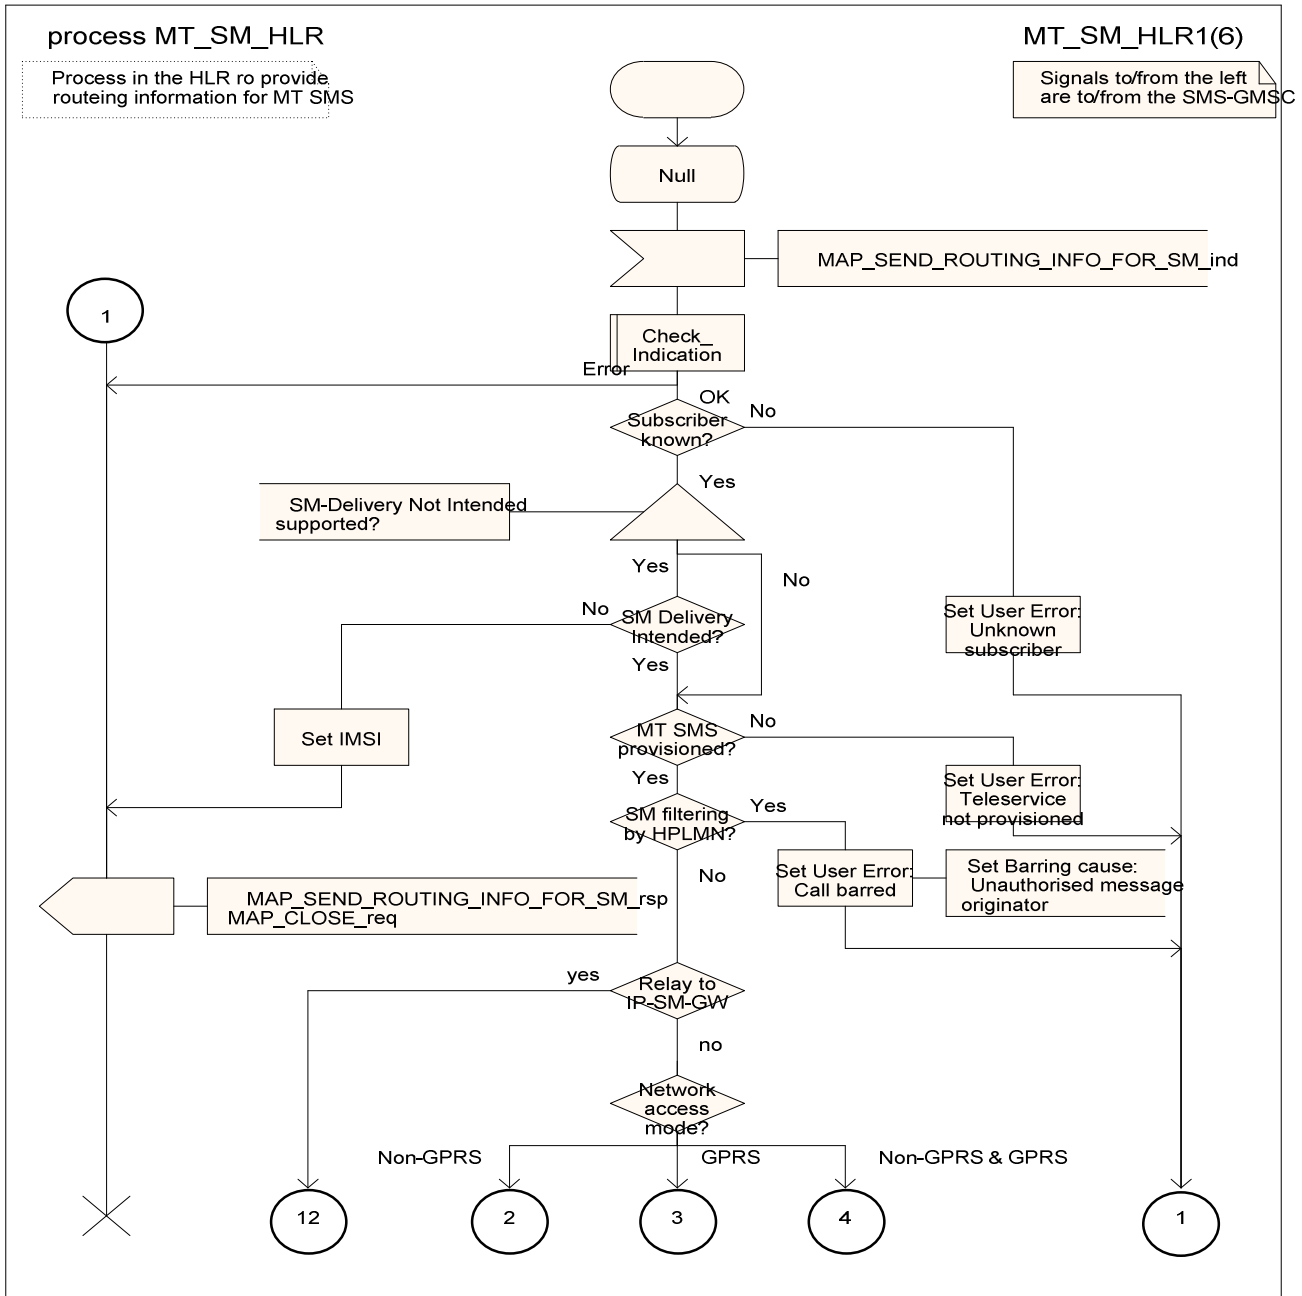 process MT_SM_HLR
MT_SM_HLR1(6)
Process in the HLR ro provide
routeing information for MT SMS
Signals to/from the left
are to/from the SMS-GMSC
Null
MAP_SEND_ROUTING_INFO_FOR_SM_ind
1
Check_
Indication
Error
OK
Subscriber
known?
No
Yes
SM-Delivery Not Intended
supported?
Yes
No
No
SM Delivery
Intended?
Set User Error:
Unknown
subscriber
Yes
Set IMSI
MT SMS
provisioned?
No
Yes
Set User Error:
Teleservice
not provisioned
SM filtering
by HPLMN?
Yes
No
Set User Error:
Call barred
Set Barring cause:
Unauthorised message
originator
MAP_SEND_ROUTING_INFO_FOR_SM_rsp
MAP_CLOSE_req
yes
Relay to
IP-SM-GW
no
Network
access
mode?
Non-GPRS
GPRS
Non-GPRS & GPRS
12
2
3
4
1